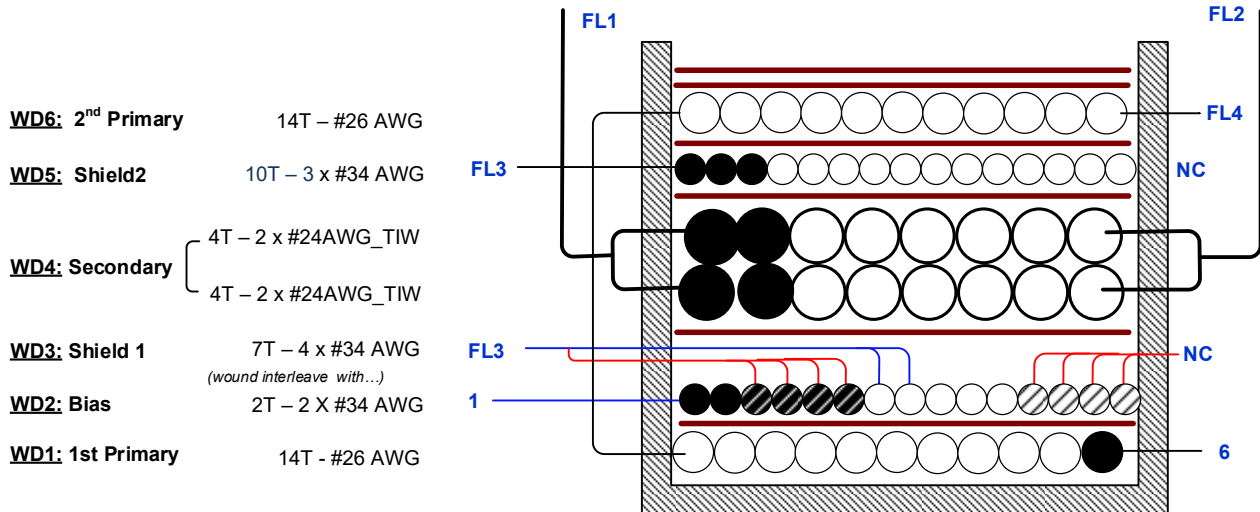 FL1
FL2
WD6: 2nd Primary 14T – #26 AWG
FL4
WD5: Shield2 10T – 3 x #34 AWG
FL3
NC
4T – 2 x #24AWG_TIW
WD4: Secondary
4T – 2 x #24AWG_TIW
WD3: Shield 1 7T – 4 x #34 AWG
FL3
NC
(wound interleave with…)
WD2: Bias 2T – 2 X #34 AWG
1
WD1: 1st Primary 14T - #26 AWG
6